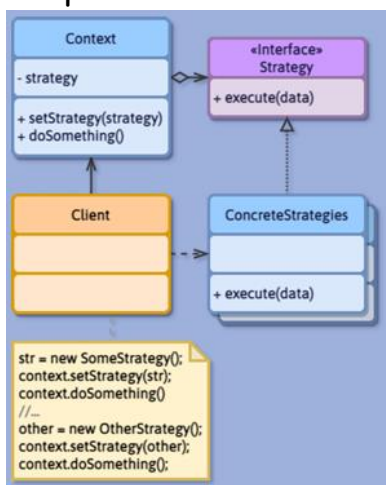 Context
- strategy
+ setStrategy(strategy)
+ doSomething()
«Interface»
Strategy
+ execute(data)
Client
ConcreteStrategies
+ execute(data)
str = new SomeStrategy();
context.setStrategy(str);
context.doSomething()
//...
other = new OtherStrategy();
context.setStrategy(other);
context.doSomething();